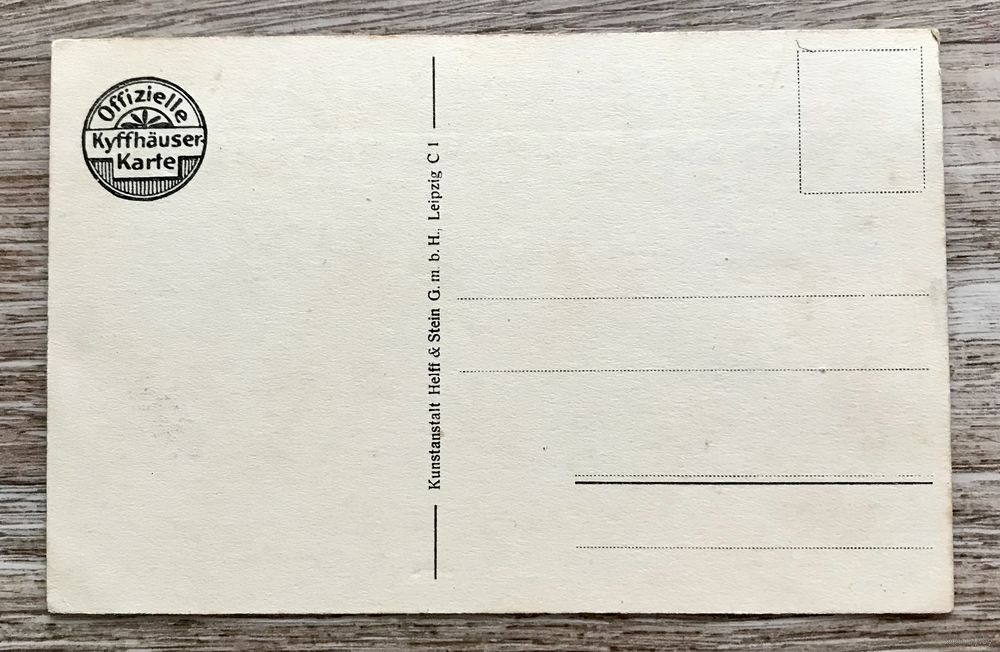 Offizielle
Kyffhäuser-
Karte
Kunstanstalt Helff & Stein G. m. b. H., Leipzig C 1